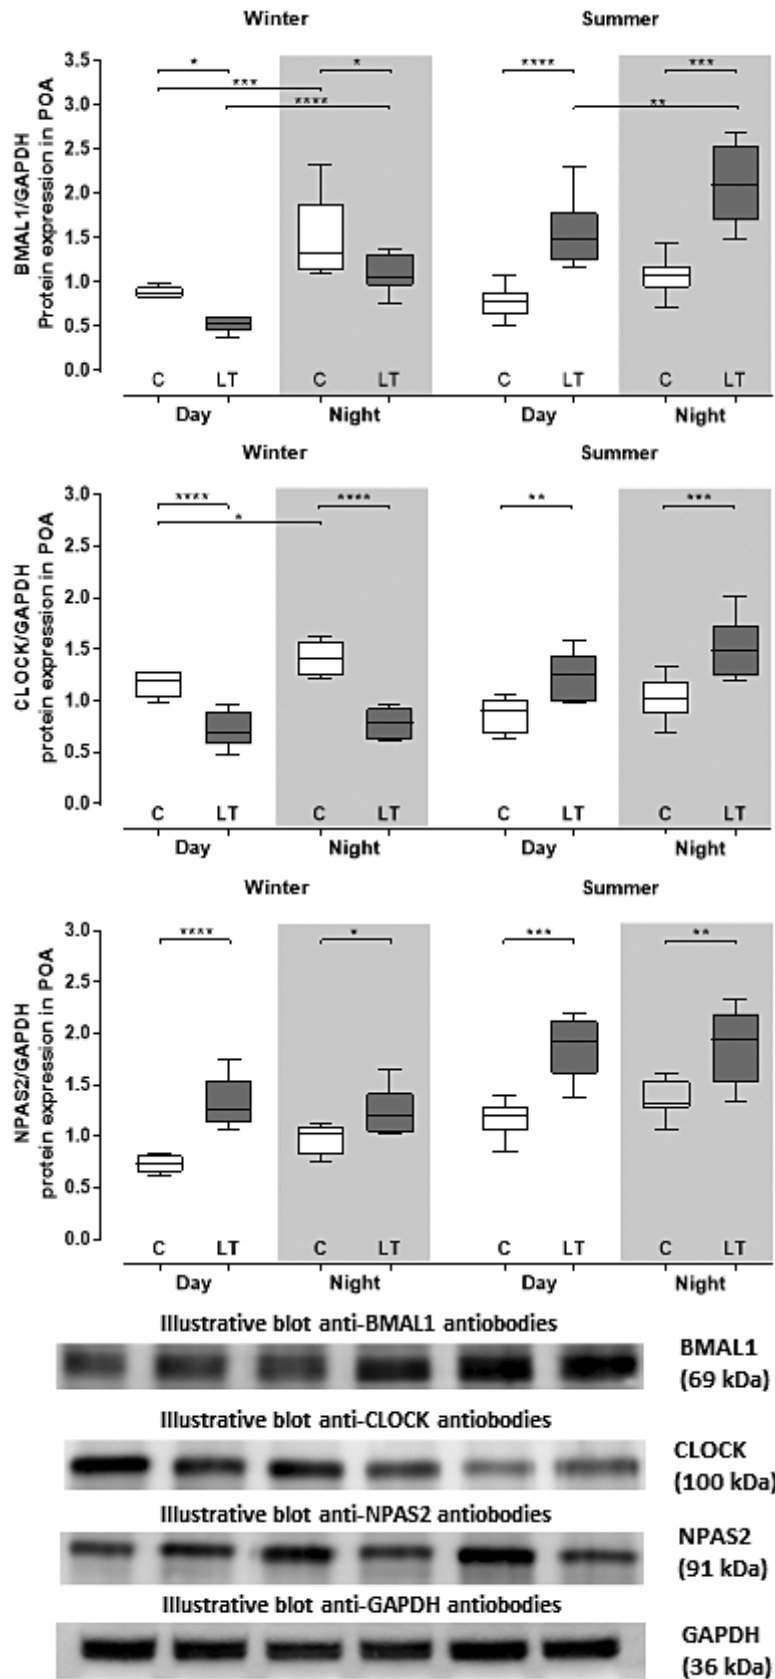 Winter Summer
BMAL1/GAPDH
Protein expression in POA
3.5
3.0
2.5
2.0
1.5
1.0
0.5
0.0
* *** **** * **** ** ***
C LT C LT C LT C LT
Day Night Day Night
Winter Summer
CLOCK/GAPDH
protein expression in POA
3.0
2.5
2.0
1.5
1.0
0.5
0.0
**** * **** ** ***
C LT C LT C LT C LT
Day Night Day Night
Winter Summer
NPAS2/GAPDH
protein expression in POA
3.0
2.5
2.0
1.5
1.0
0.5
0.0
**** * *** **
C LT C LT C LT C LT
Day Night Day Night
Illustrative blot anti-BMAL1 antiobodies
BMAL1
(69 kDa)
Illustrative blot anti-CLOCK antiobodies
CLOCK
(100 kDa)
Illustrative blot anti-NPAS2 antiobodies
NPAS2
(91 kDa)
Illustrative blot anti-GAPDH antiobodies
GAPDH
(36 kDa)